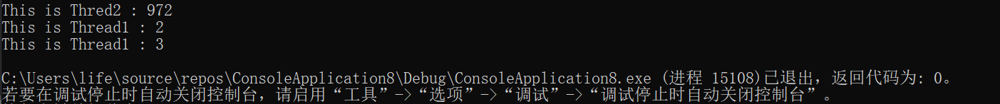 This is Thred2 : 972
This is Thread1 : 2
This is Thread1 : 3
C:\Users\life\source\repos\ConsoleApplication8\Debug\ConsoleApplication8.exe (进程 15108)已退出，返回代码为: 0。
若要在调试停止时自动关闭控制台，请启用“工具”->“选项”->“调试”->“调试停止时自动关闭控制台”。